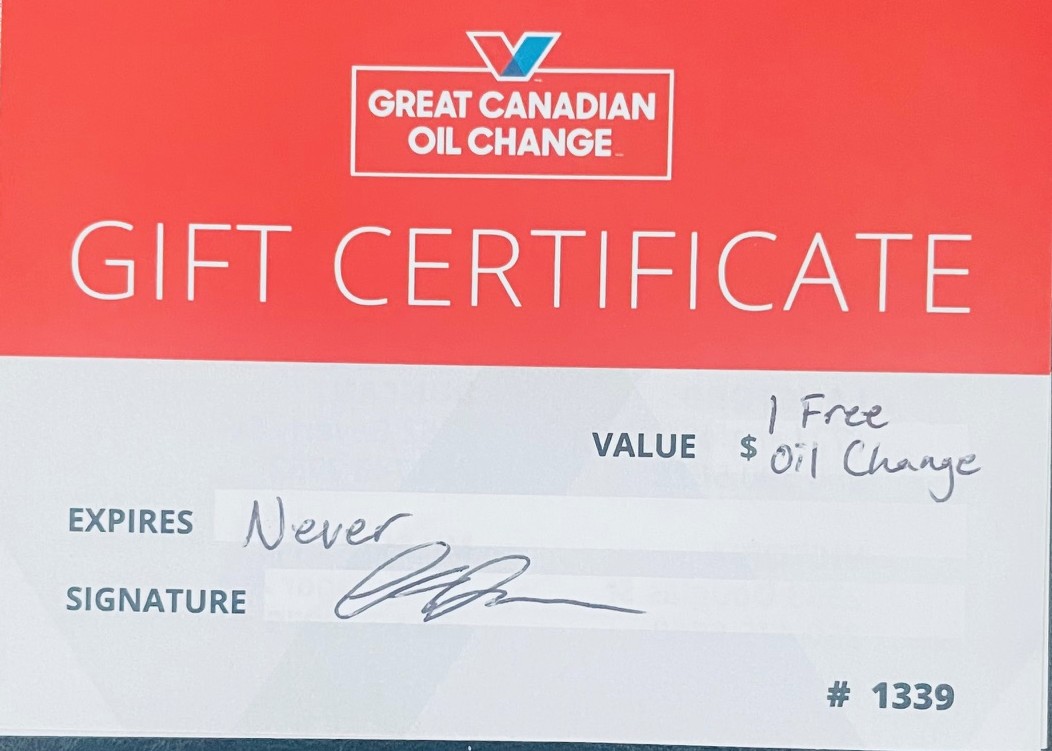 GREAT CANADIAN
OIL CHANGE
GIFT CERTIFICATE
VALUE $ 1 Free
Oil Change
EXPIRES Never
SIGNATURE
# 1339